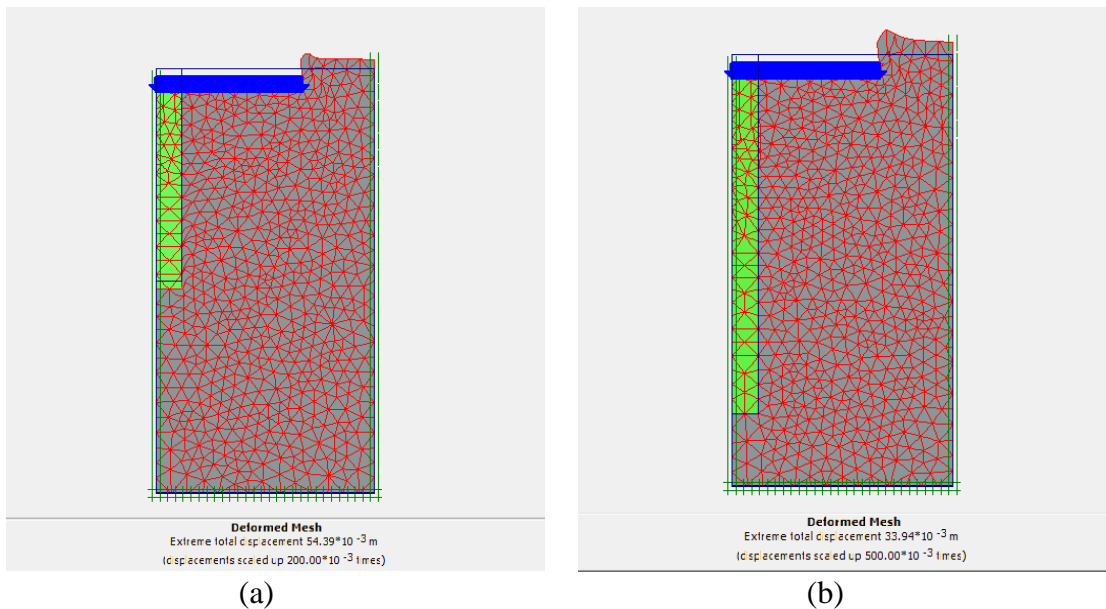 Deformed Mesh
Extreme total displacement 54.39*10 -3 m
(displacements scaled up 200.00*10 -3 times)
(a)
Deformed Mesh
Extreme total displacement 33.94*10 -3 m
(displacements scaled up 500.00*10 -3 times)
(b)